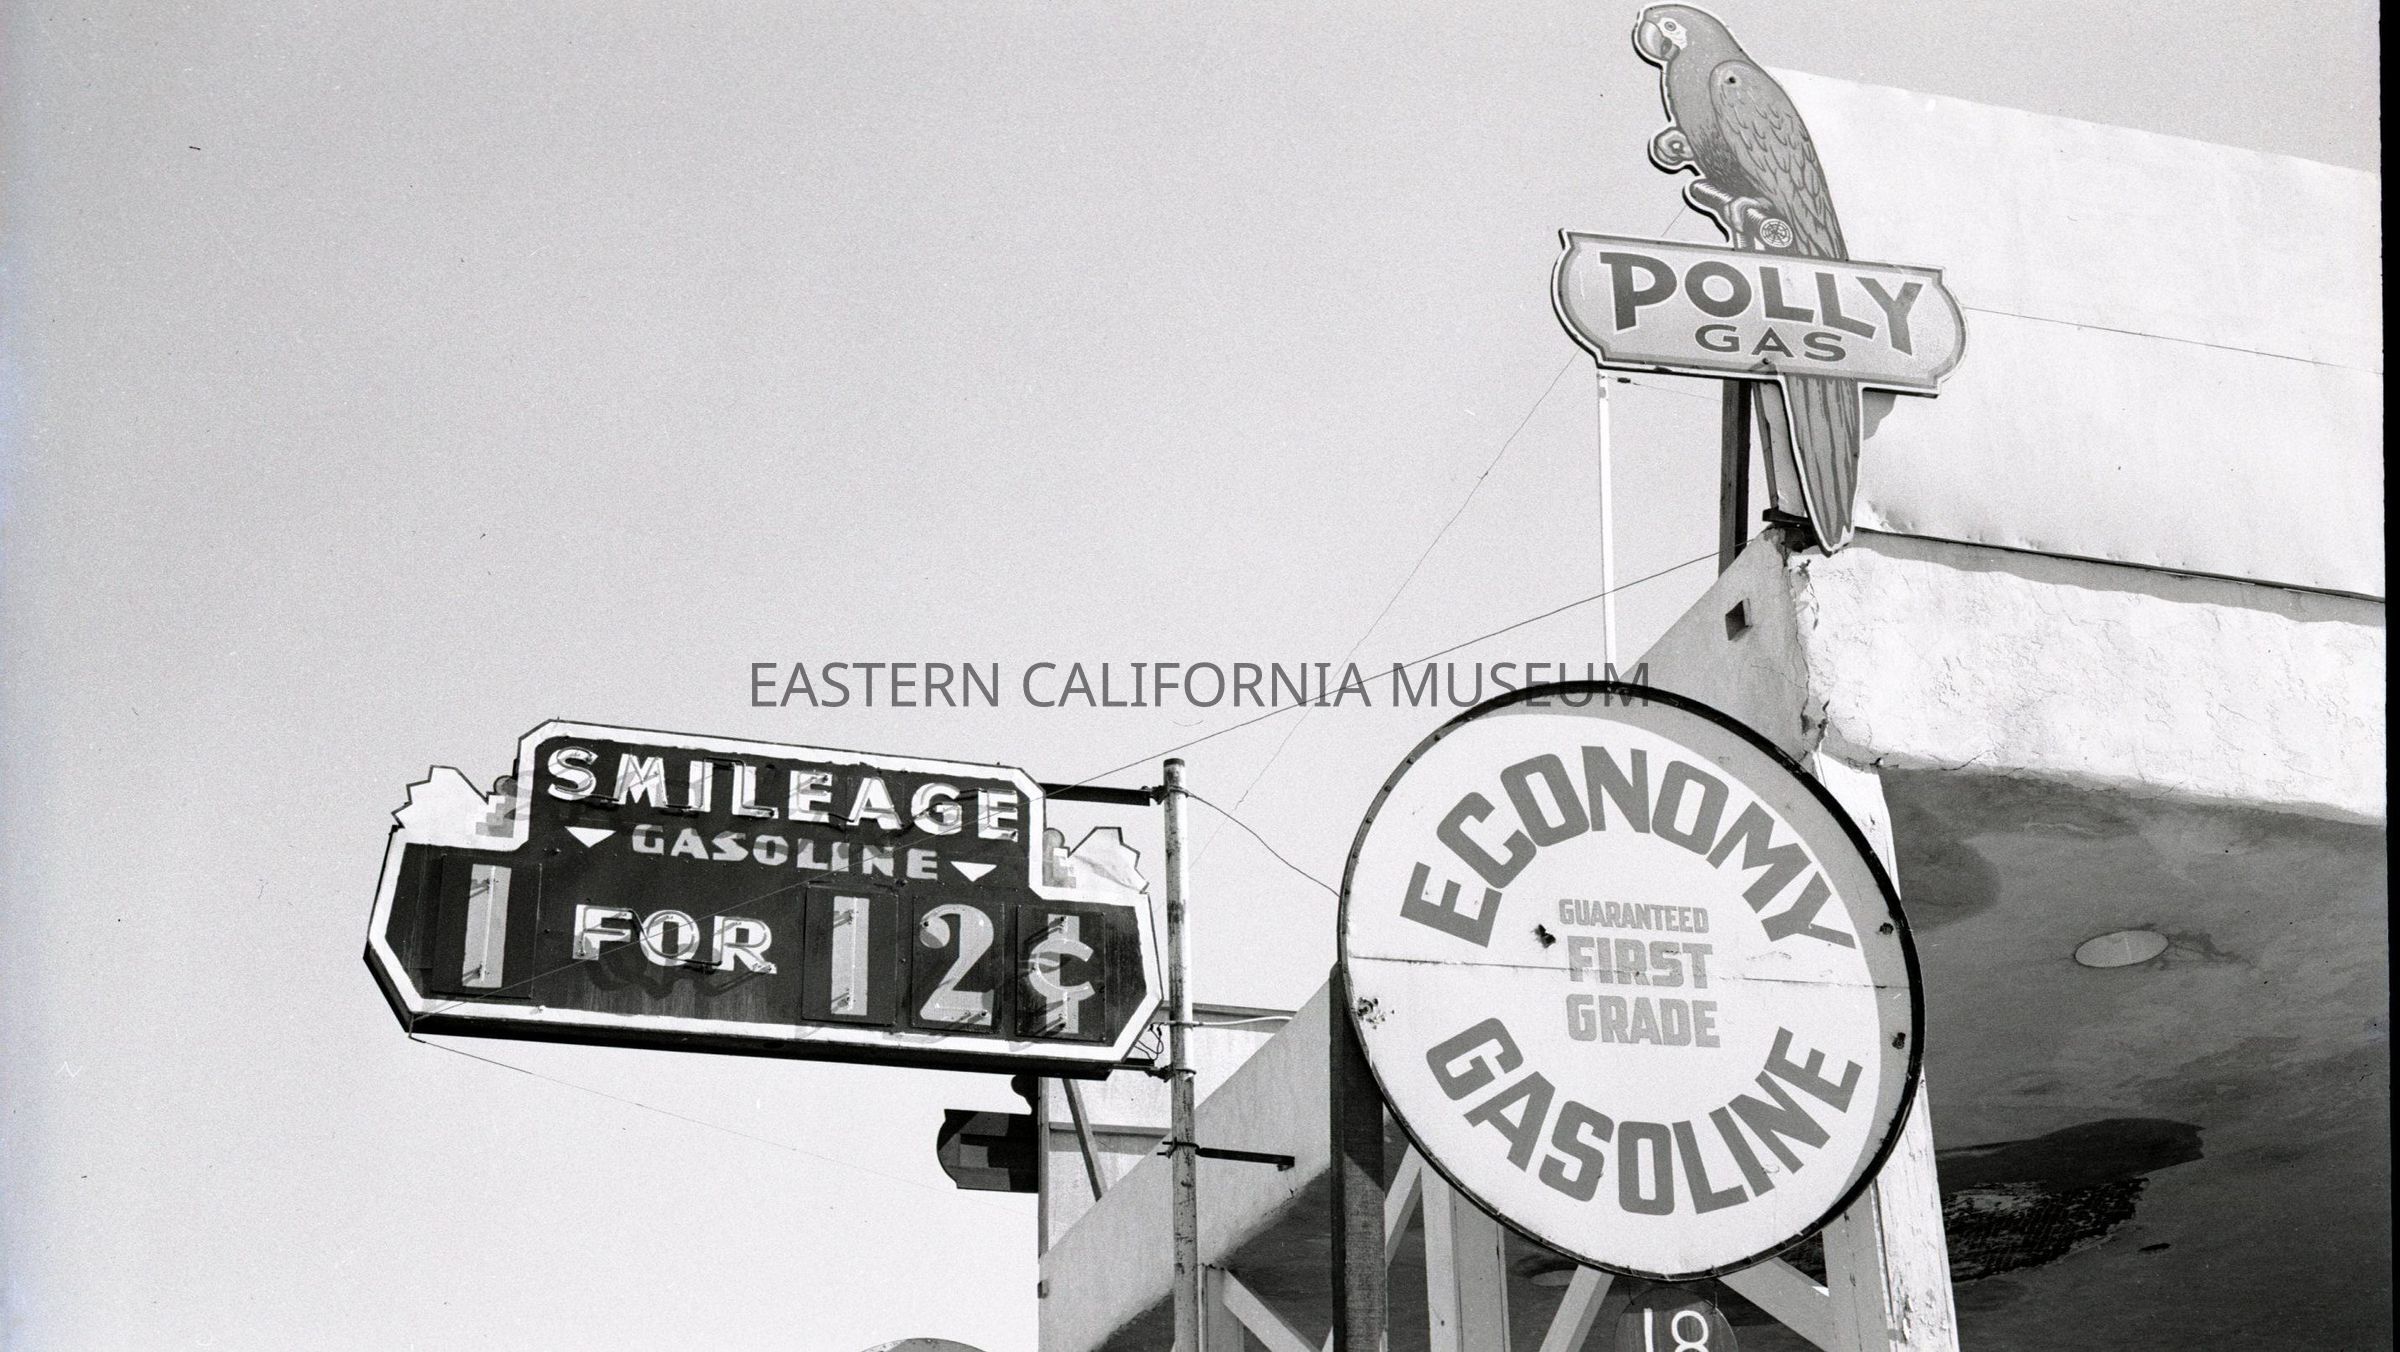 POLLY
GAS
EASTERN CALIFORNIA MUSEUM
SMILEAGE
GASOLINE
1 FOR 12¢
ECONOMY
GUARANTEED
FIRST
GRADE
GASOLINE
18